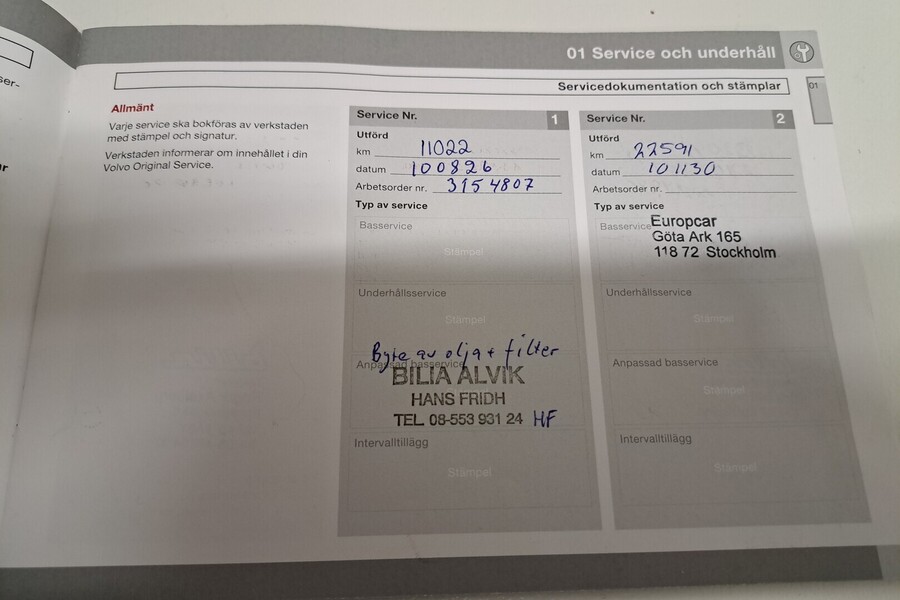 01 Service och underhåll
Servicedokumentation och stämplar
01
Allmänt
Varje service ska bokföras av verkstaden
med stämpel och signatur.
Verkstaden informerar om innehållet i din
Volvo Original Service.
Service Nr. 1
Utförd
km 11022
datum 100826
Arbetsorder nr. 3154807
Typ av service
Basservice
Stämpel
Underhållsservice
Stämpel
Byte av olja + filter
Anpassad basservice
BILIA ALVIK
HANS FRIDH
TEL 08-553 931 24 HF
Intervalltillägg
Stämpel
Service Nr. 2
Utförd
km 22591
datum 101130
Arbetsorder nr.
Typ av service
Basservice
Europcar
Göta Ark 165
118 72 Stockholm
Underhållsservice
Stämpel
Anpassad basservice
Stämpel
Intervalltillägg
Stämpel